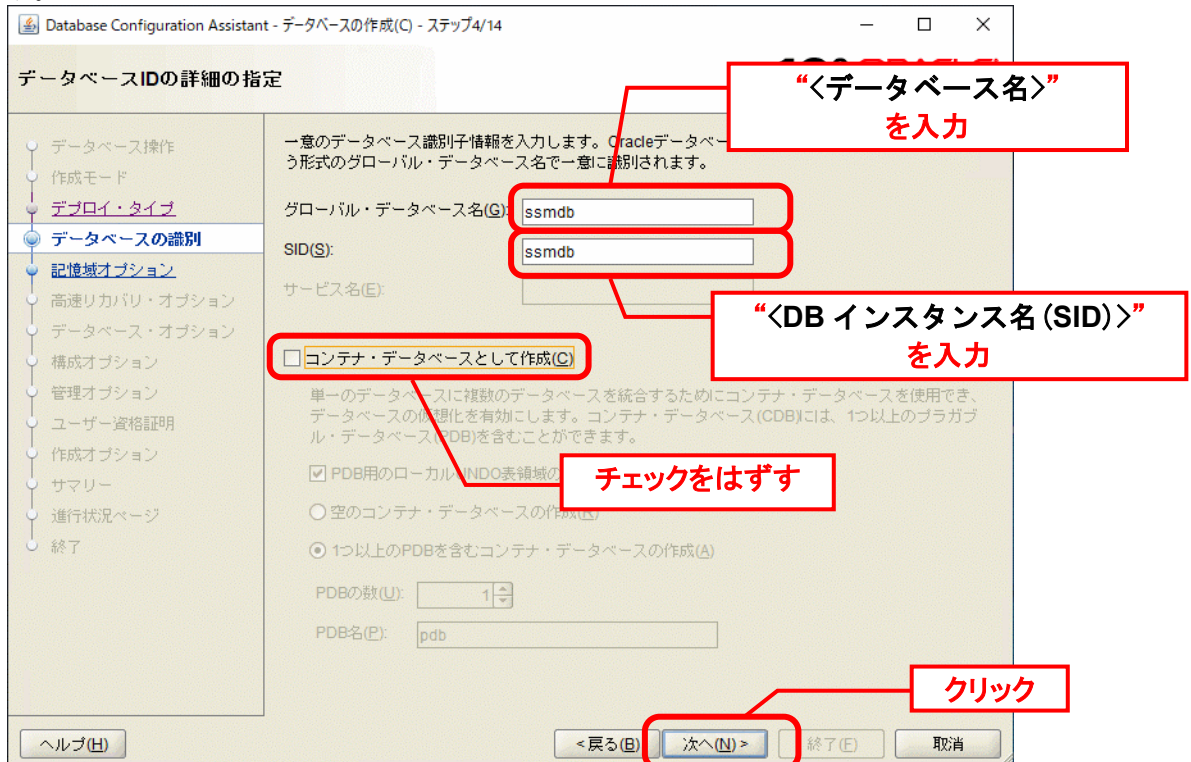 Database Configuration Assistant - データベースの作成(C) - ステップ4/14
データベースIDの詳細の指定
"<データベース名>"
を入力
データベース操作
作成モード
デプロイ・タイプ
データベースの識別
記憶域オプション
高速リカバリ・オプション
データベース・オプション
構成オプション
管理オプション
ユーザー資格証明
作成オプション
サマリー
進行状況ページ
終了
一意のデータベース識別子情報を入力します。Oracleデータベー
う形式のグローバル・データベース名で一意に識別されます。
グローバル・データベース名(G): ssmdb
SID(S): ssmdb
サービス名(E):
"<DB インスタンス名(SID)>"
を入力
コンテナ・データベースとして作成(C)
単一のデータベースに複数のデータベースを統合するためにコンテナ・データベースを使用でき、
データベースの仮想化を有効にします。コンテナ・データベース(CDB)には、1つ以上のプラガブ
ル・データベース(PDB)を含むことができます。
PDB用のローカルUNDO表領域の
チェックをはずす
空のコンテナ・データベースの作成(R)
1つ以上のPDBを含むコンテナ・データベースの作成(A)
PDBの数(U): 1
PDB名(P): pdb
クリック
ヘルプ(H)
<戻る(B)
次へ(N)>
終了(F)
取消